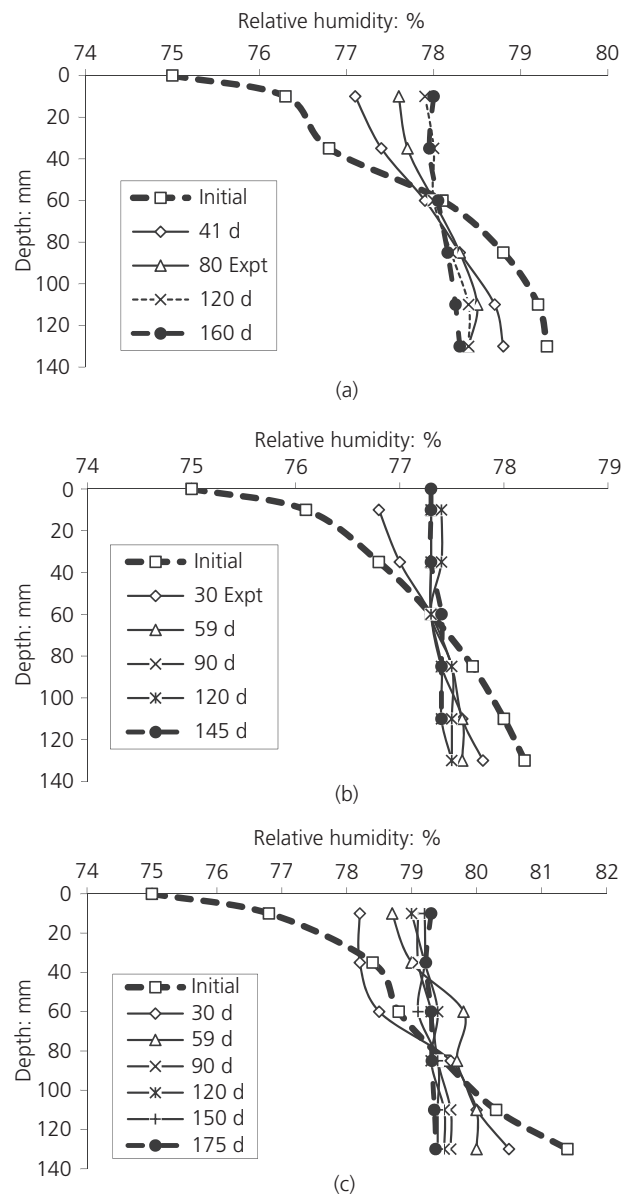 Relative humidity: %
74 75 76 77 78 79 80
0
20
40
60
80
100
120
140
Depth: mm
Initial
41 d
80 Expt
120 d
160 d
(a)
Relative humidity: %
74 75 76 77 78 79
0
20
40
60
80
100
120
140
Depth: mm
Initial
30 Expt
59 d
90 d
120 d
145 d
(b)
Relative humidity: %
74 75 76 77 78 79 80 81 82
0
20
40
60
80
100
120
140
Depth: mm
Initial
30 d
59 d
90 d
120 d
150 d
175 d
(c)